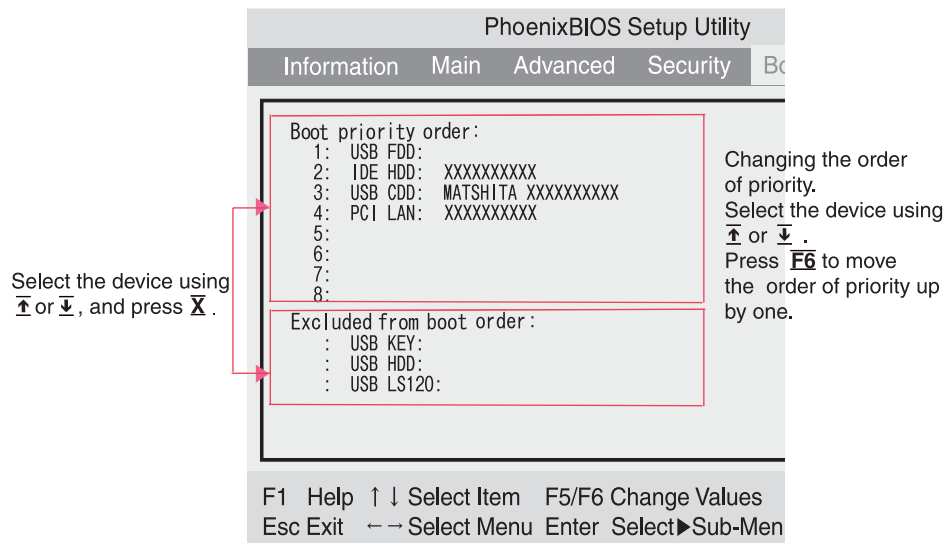 PhoenixBIOS Setup Utility
Information Main Advanced Security Bo
Boot priority order:
1: USB FDD:
2: IDE HDD: XXXXXXXXXX
3: USB CDD: MATSHITA XXXXXXXXXX
4: PCI LAN: XXXXXXXXXX
5:
6:
7:
8:
Excluded from boot order:
: USB KEY:
: USB HDD:
: USB LS120:
Select the device using
↑ or ↓ , and press X .
Changing the order
of priority.
Select the device using
↑ or ↓ .
Press F6 to move
the order of priority up
by one.
F1 Help ↑↓ Select Item F5/F6 Change Values
Esc Exit ←→ Select Menu Enter Select▶Sub-Men